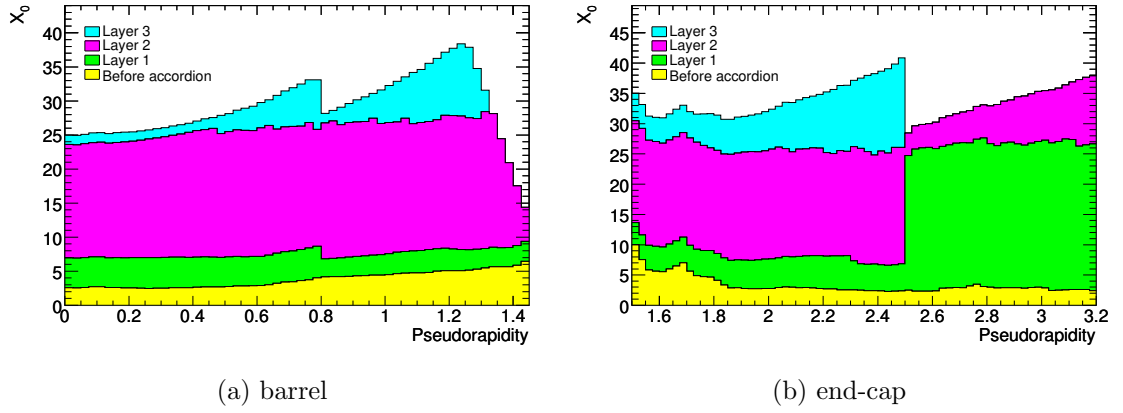 X0
40
35
30
25
20
15
10
5
0
Layer 3
Layer 2
Layer 1
Before accordion
0 0.2 0.4 0.6 0.8 1 1.2 1.4
Pseudorapidity
(a) barrel
X0
45
40
35
30
25
20
15
10
5
0
Layer 3
Layer 2
Layer 1
Before accordion
1.6 1.8 2 2.2 2.4 2.6 2.8 3 3.2
Pseudorapidity
(b) end-cap